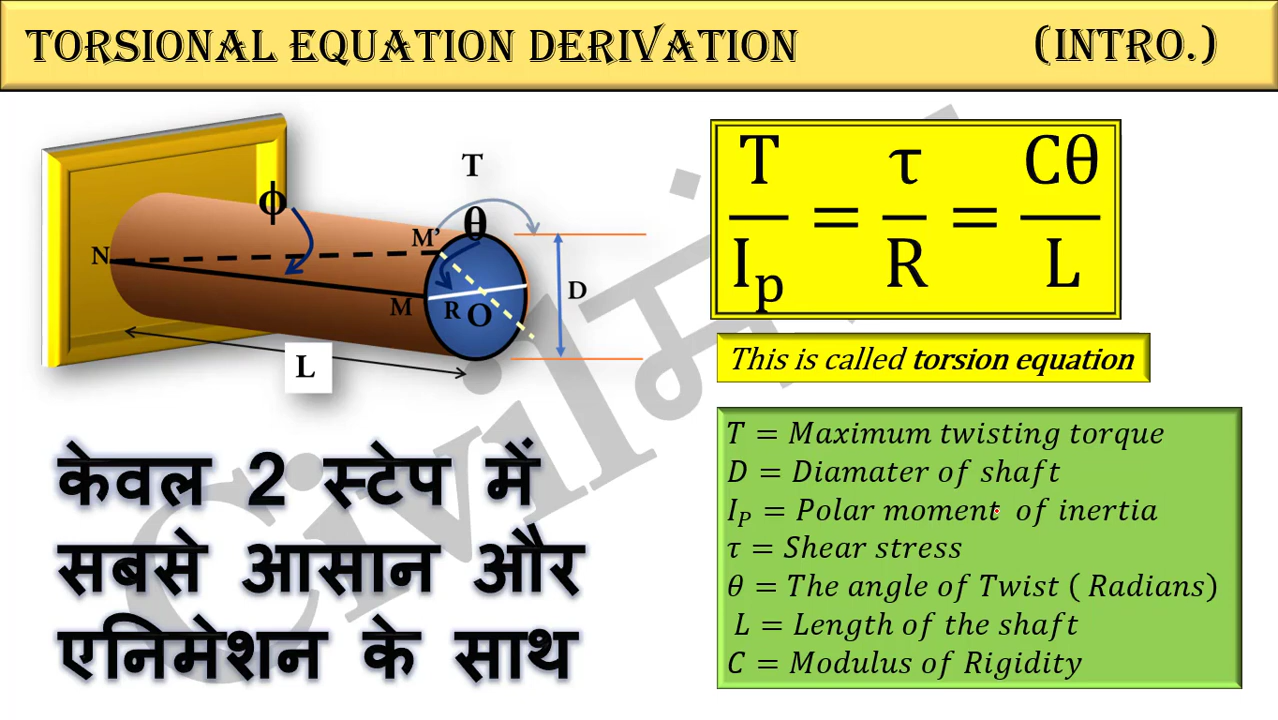 TORSIONAL EQUATION DERIVATION (INTRO.)
T
ϕ
θ
N
M'
M
R
O
D
L
T/Iₚ = τ/R = Cθ/L
This is called torsion equation
T = Maximum twisting torque
D = Diamater of shaft
I_P = Polar moment of inertia
τ = Shear stress
θ = The angle of Twist ( Radians)
L = Length of the shaft
C = Modulus of Rigidity
केवल 2 स्टेप में
सबसे आसान और
एनिमेशन के साथ